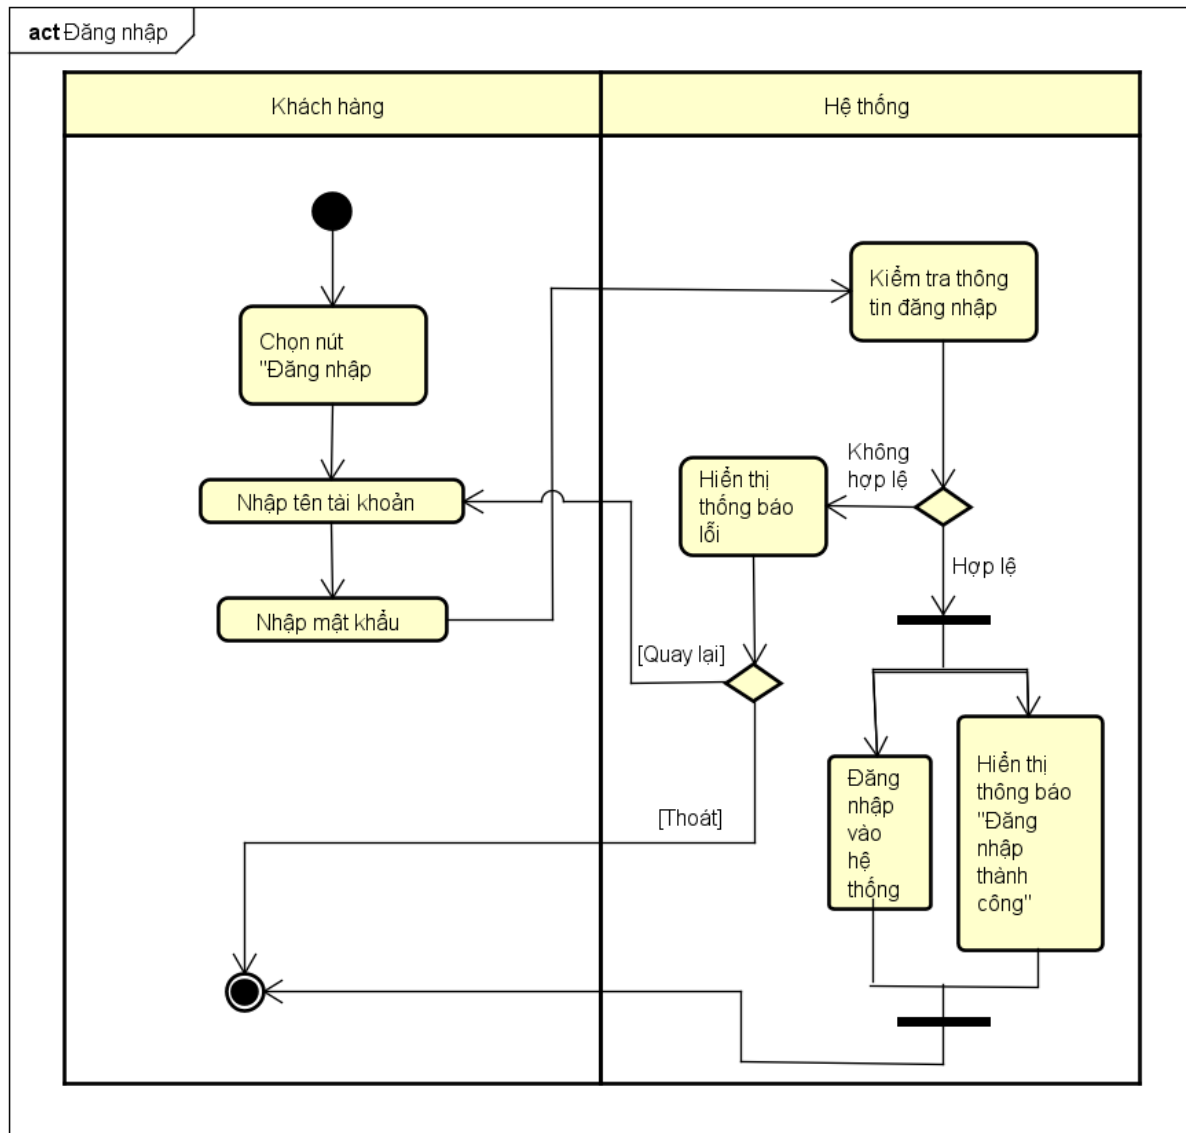 act Đăng nhập
Khách hàng
Hệ thống
Chọn nút
"Đăng nhập
Nhập tên tài khoản
Nhập mật khẩu
Kiểm tra thông
tin đăng nhập
Không
hợp lệ
Hiển thị
thống báo
lỗi
Hợp lệ
[Quay lại]
[Thoát]
Đăng
nhập
vào
hệ
thống
Hiển thị
thông báo
"Đăng
nhập
thành
công"